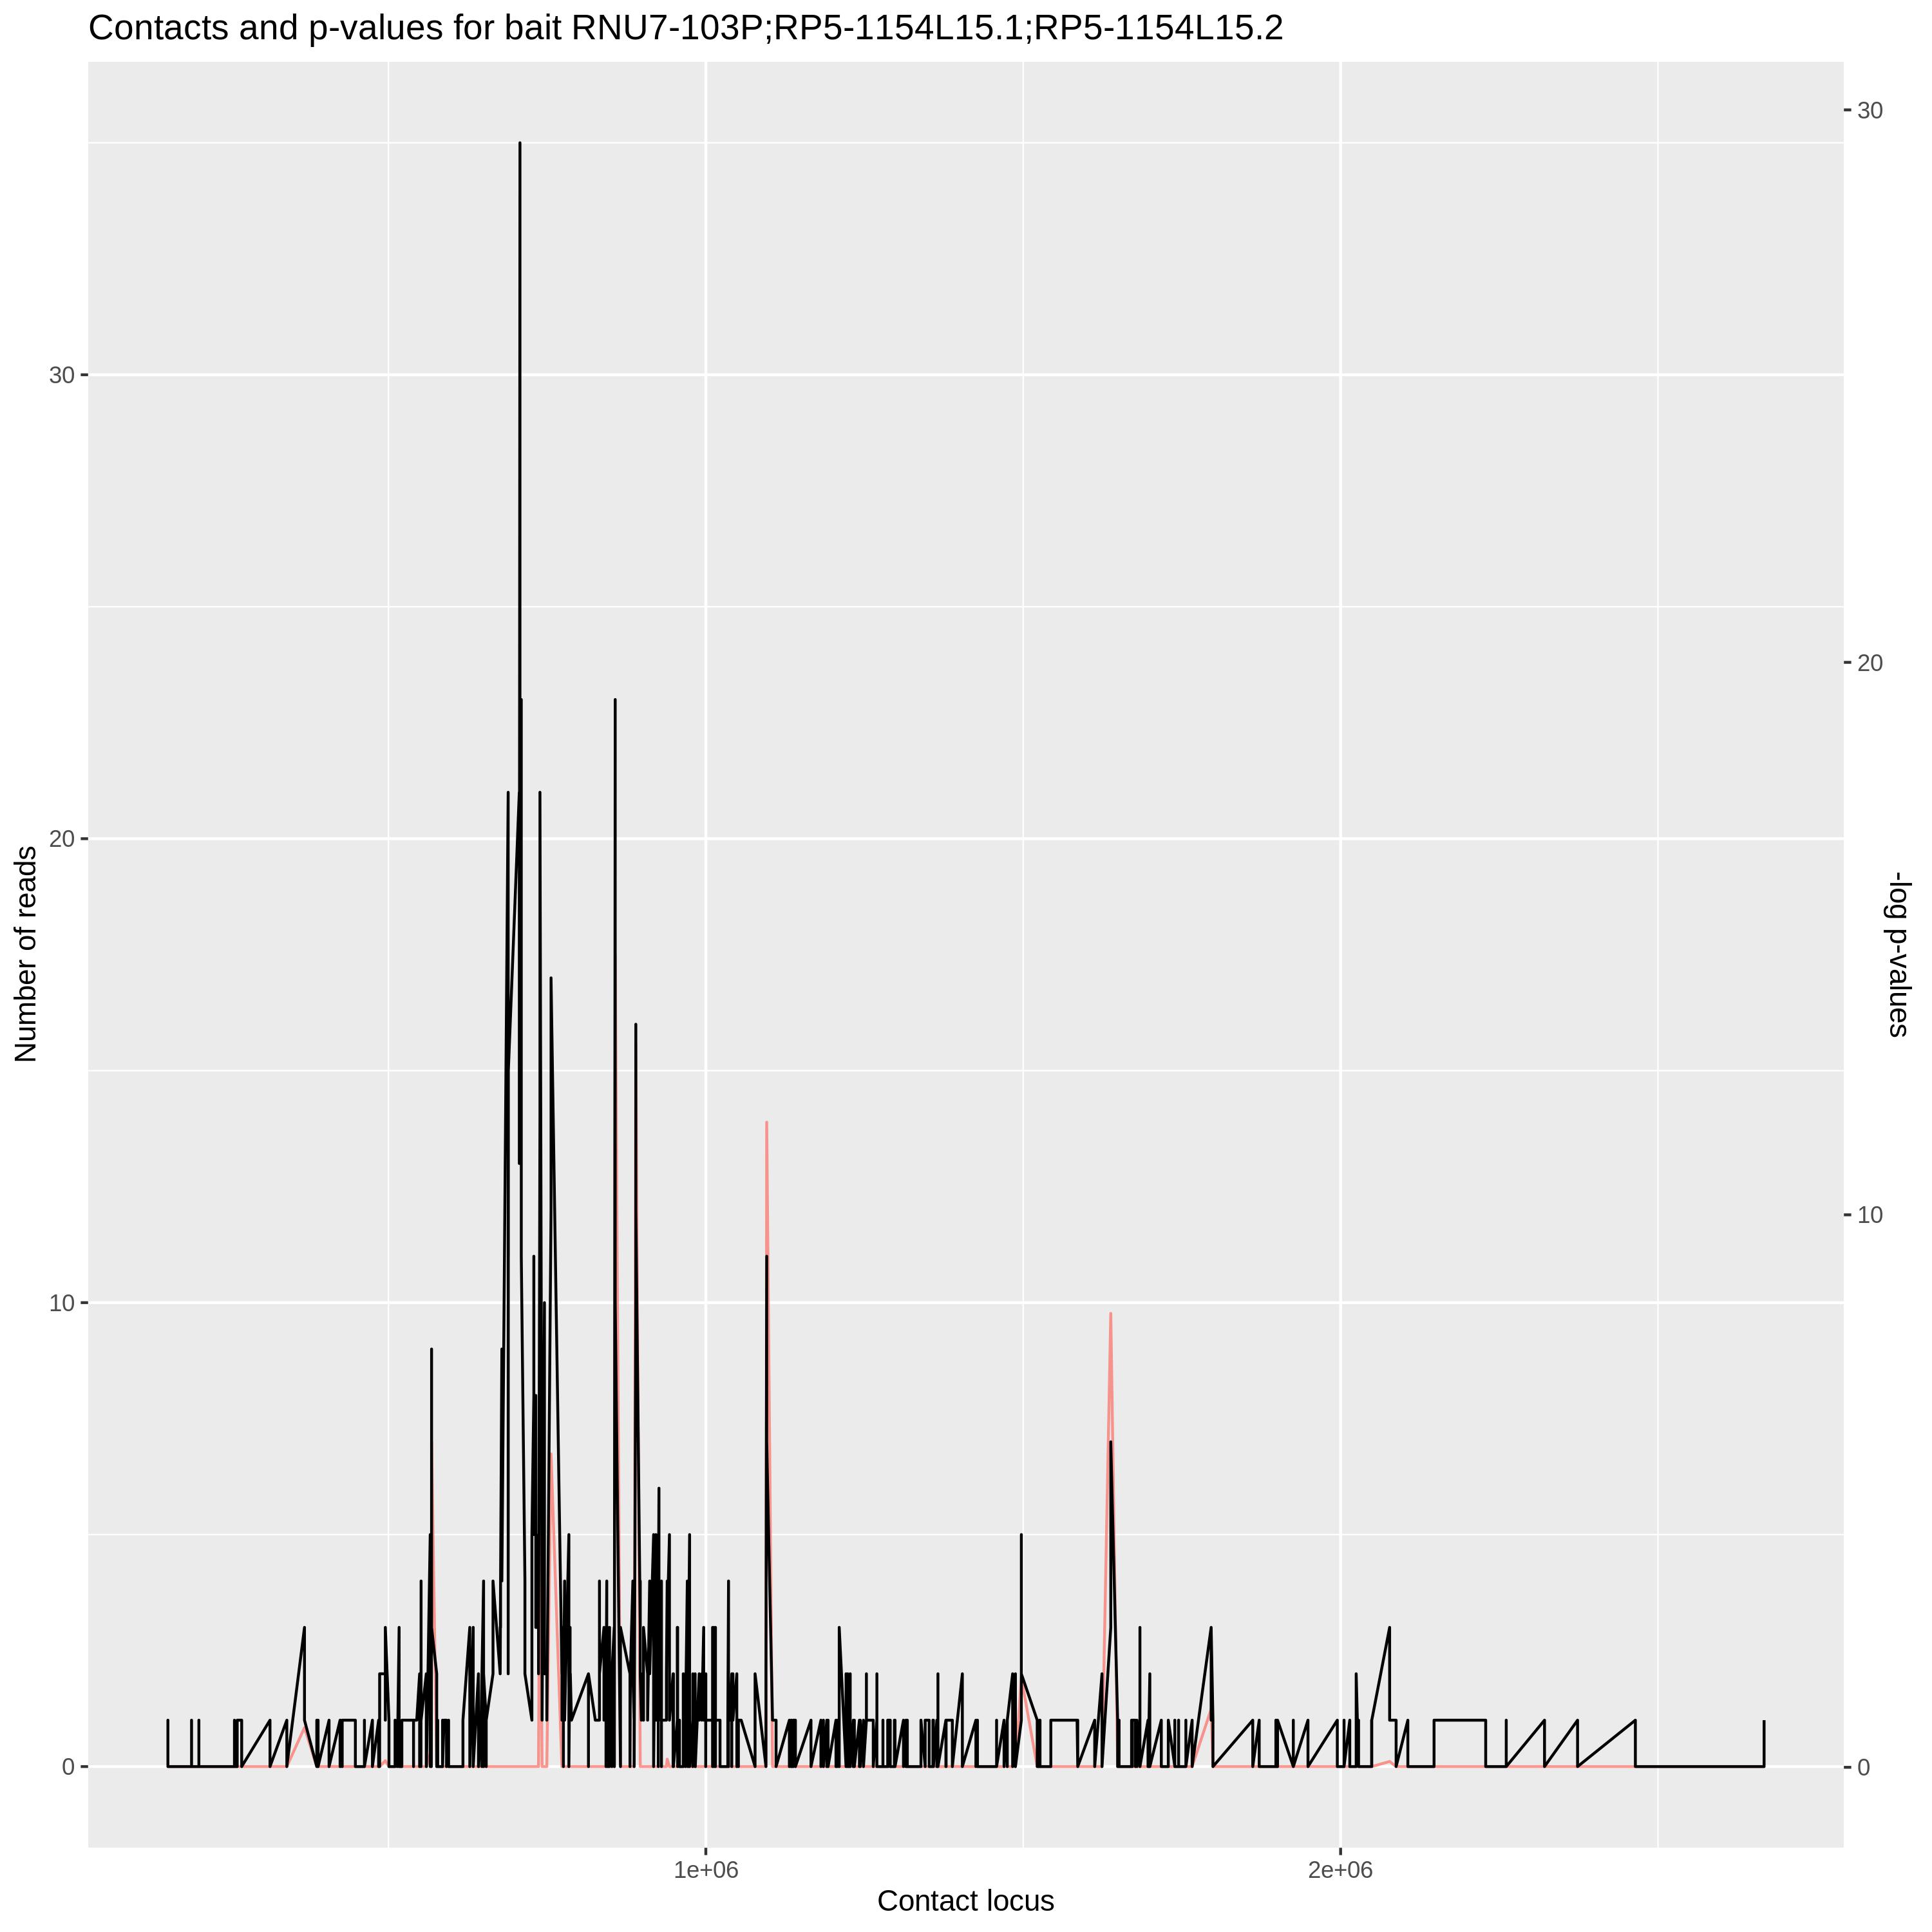 Contacts and p-values for bait RNU7-103P;RP5-1154L15.1;RP5-1154L15.2
30
20
10
0
Number of reads
30
20
10
0
-log p-values
1e+06
2e+06
Contact locus